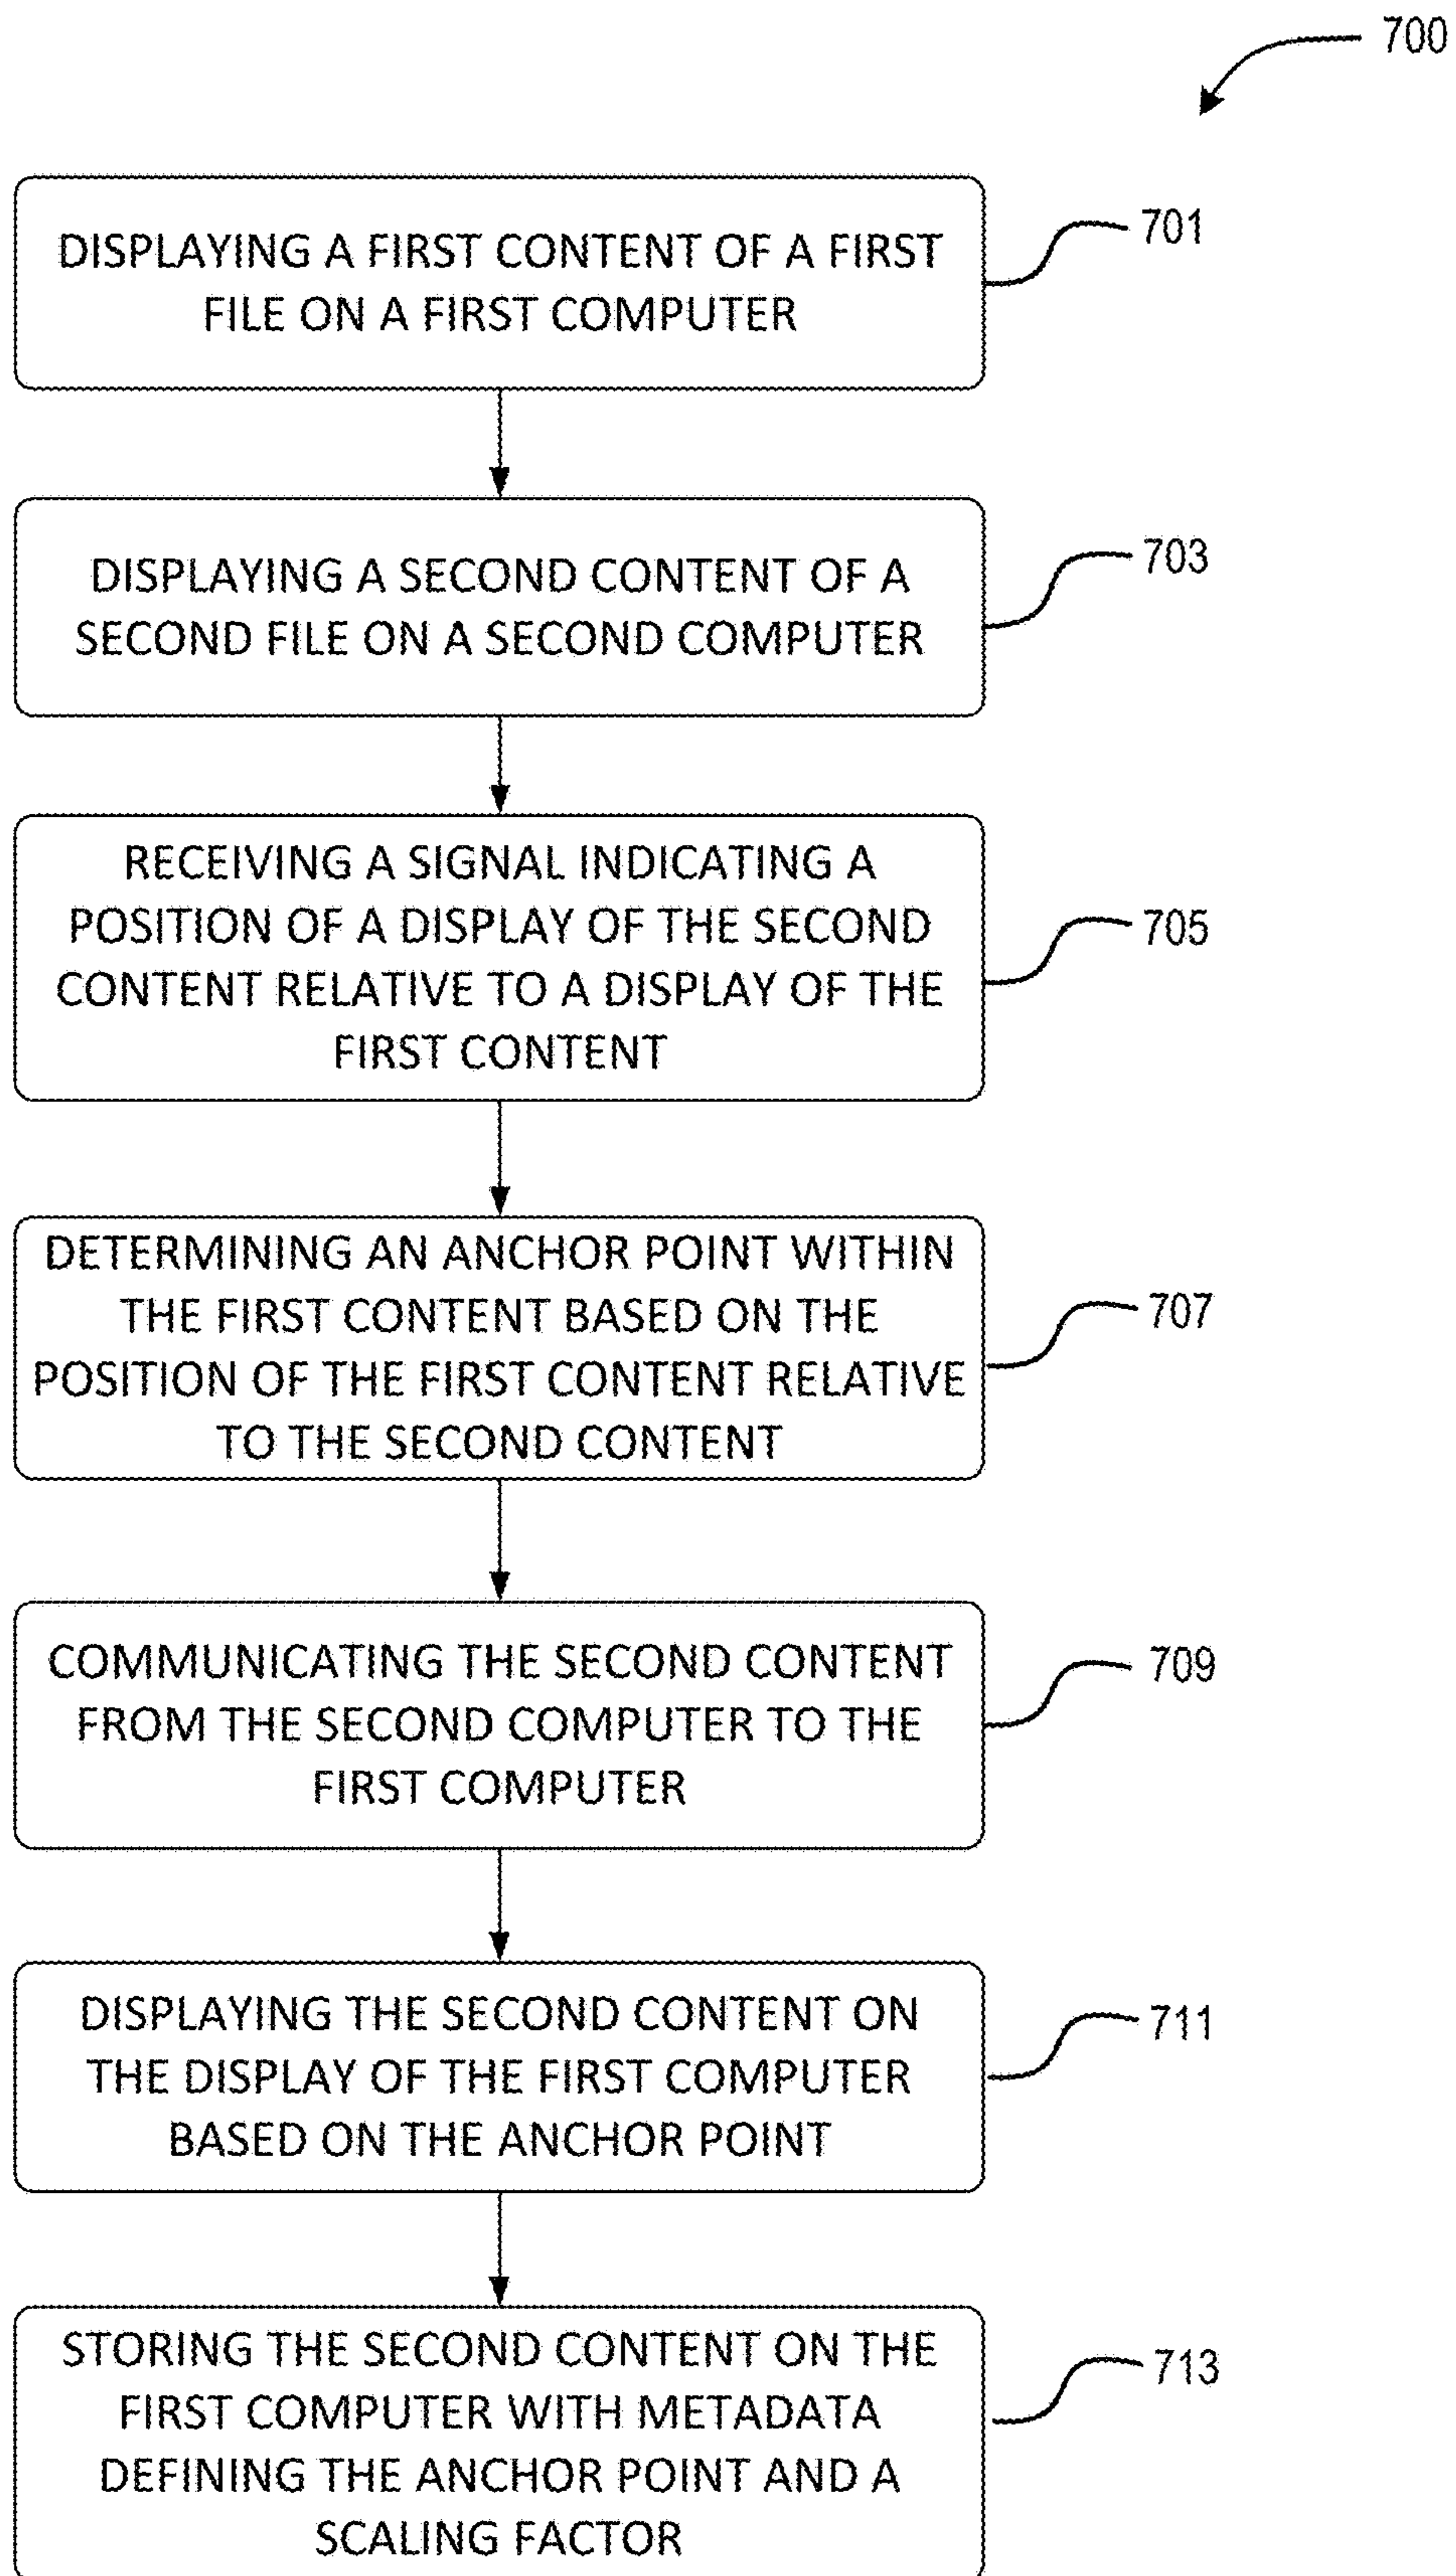 700
DISPLAYING A FIRST CONTENT OF A FIRST
FILE ON A FIRST COMPUTER
701
DISPLAYING A SECOND CONTENT OF A
SECOND FILE ON A SECOND COMPUTER
703
RECEIVING A SIGNAL INDICATING A
POSITION OF A DISPLAY OF THE SECOND
CONTENT RELATIVE TO A DISPLAY OF THE
FIRST CONTENT
705
DETERMINING AN ANCHOR POINT WITHIN
THE FIRST CONTENT BASED ON THE
POSITION OF THE FIRST CONTENT RELATIVE
TO THE SECOND CONTENT
707
COMMUNICATING THE SECOND CONTENT
FROM THE SECOND COMPUTER TO THE
FIRST COMPUTER
709
DISPLAYING THE SECOND CONTENT ON
THE DISPLAY OF THE FIRST COMPUTER
BASED ON THE ANCHOR POINT
711
STORING THE SECOND CONTENT ON THE
FIRST COMPUTER WITH METADATA
DEFINING THE ANCHOR POINT AND A
SCALING FACTOR
713